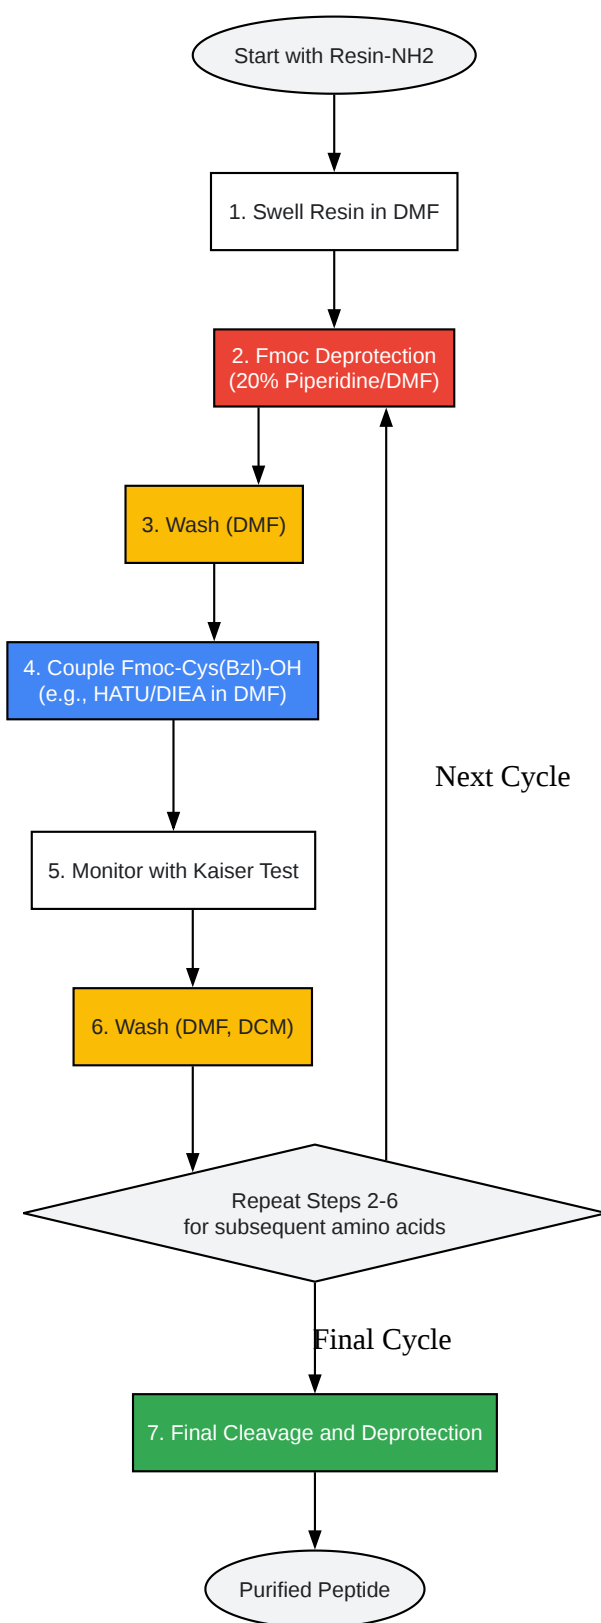 Start with Resin-NH2
1. Swell Resin in DMF
2. Fmoc Deprotection
(20% Piperidine/DMF)
3. Wash (DMF)
4. Couple Fmoc-Cys(Bzl)-OH
(e.g., HATU/DIEA in DMF)
Next Cycle
5. Monitor with Kaiser Test
6. Wash (DMF, DCM)
Repeat Steps 2-6
for subsequent amino acids
Final Cycle
7. Final Cleavage and Deprotection
Purified Peptide